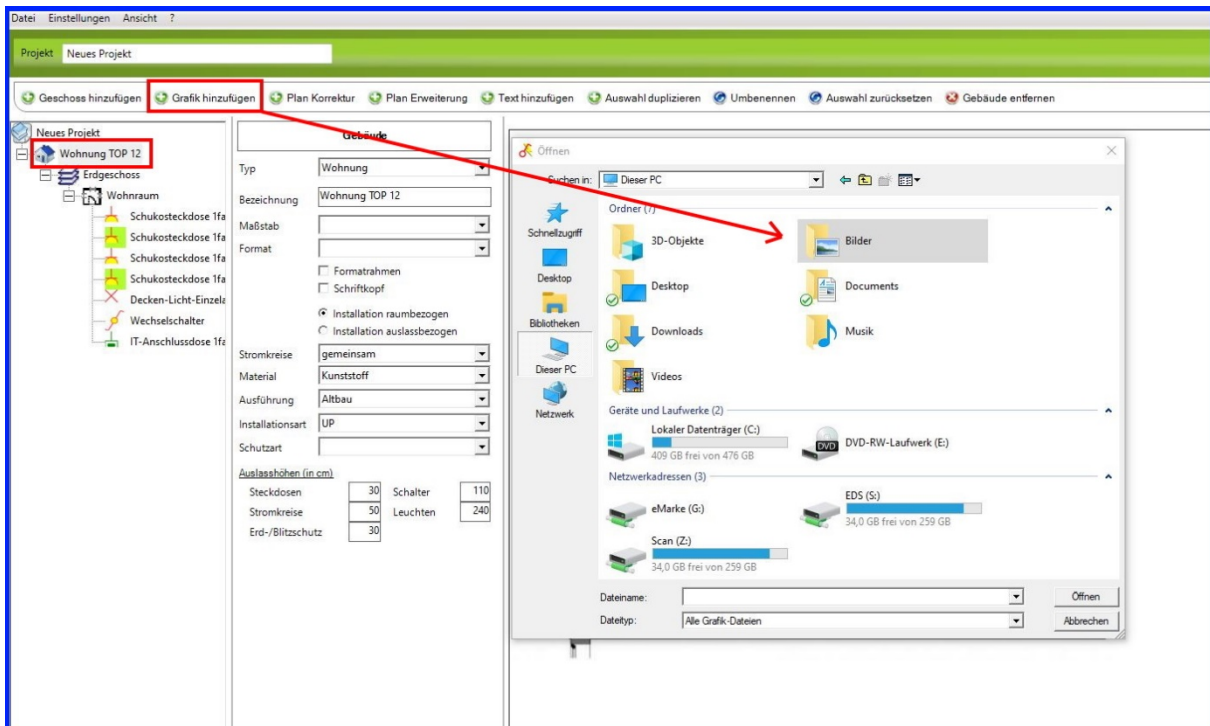 Datei Einstellungen Ansicht ?
Projekt Neues Projekt
Geschoss hinzufügen Grafik hinzufügen Plan Korrektur Plan Erweiterung Text hinzufügen Auswahl duplizieren Umbenennen Auswahl zurücksetzen Gebäude entfernen
Neues Projekt
Wohnung TOP 12
Erdgeschoss
Wohnraum
Schukosteckdose 1fa
Schukosteckdose 1fa
Schukosteckdose 1fa
Schukosteckdose 1fa
Decken-Licht-Einzela
Wechselschalter
IT-Anschlussdose 1fa
Gebäude
Typ Wohnung
Bezeichnung Wohnung TOP 12
Maßstab
Format
Formatrahmen
Schriftkopf
Installation raumbezogen
Installation auslassbezogen
Stromkreise gemeinsam
Material Kunststoff
Ausführung Altbau
Installationsart UP
Schutzart
Auslasshöhen (in cm)
Steckdosen 30 Schalter 110
Stromkreise 50 Leuchten 240
Erd-/Blitzschutz 30
Öffnen
Suchen in: Dieser PC
Schnellzugriff
Desktop
Bibliotheken
Dieser PC
Netzwerk
Ordner (7)
3D-Objekte Bilder
Desktop Documents
Downloads Musik
Videos
Geräte und Laufwerke (2)
Lokaler Datenträger (C:)
409 GB frei von 476 GB
DVD-RW-Laufwerk (E:)
DVD
Netzwerkadressen (3)
eMarke (G:)
EDS (S:)
34,0 GB frei von 259 GB
Scan (Z:)
34,0 GB frei von 259 GB
Dateiname: Öffnen
Dateityp: Alle Grafik-Dateien Abbrechen